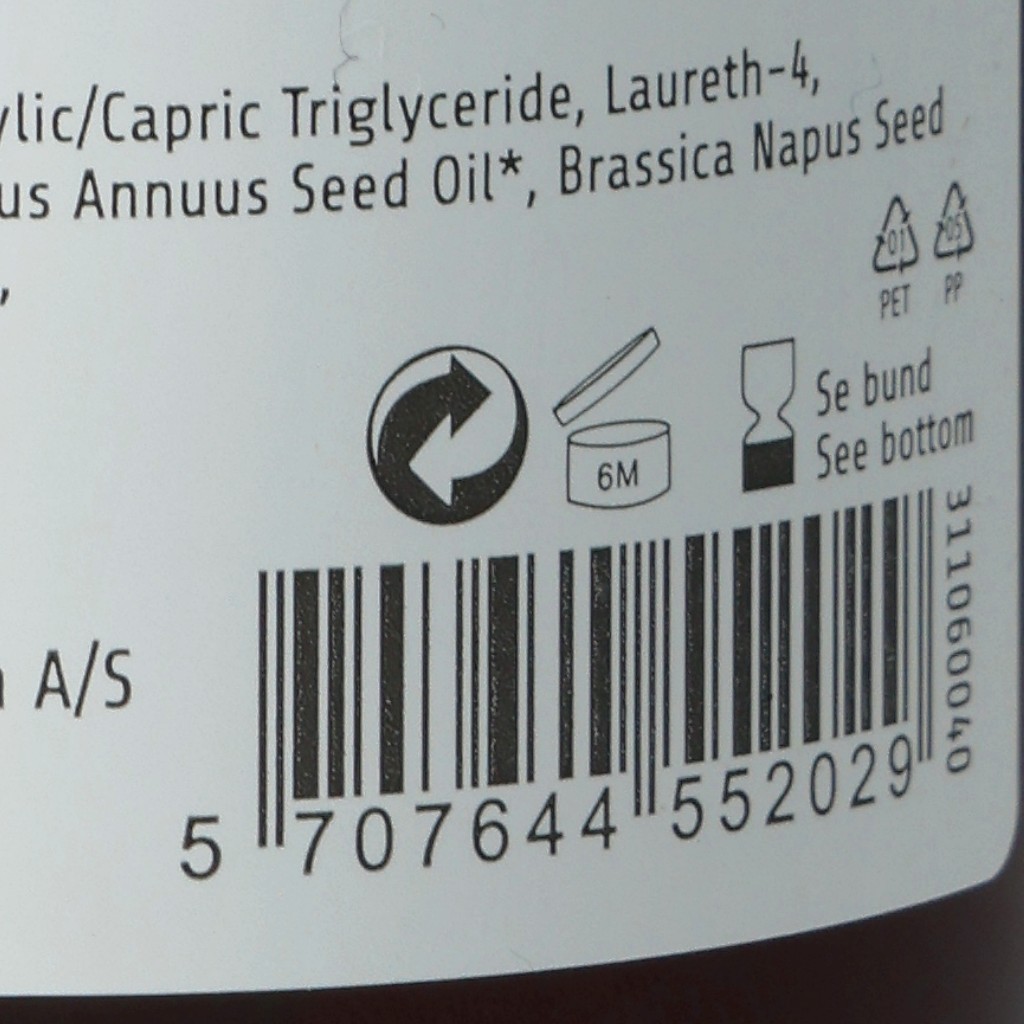 ylic/Capric Triglyceride, Laureth-4,
us Annuus Seed Oil*, Brassica Napus Seed
,
01
PET
05
PP
6M
Se bund
See bottom
A/S
311060040
5 707644 552029